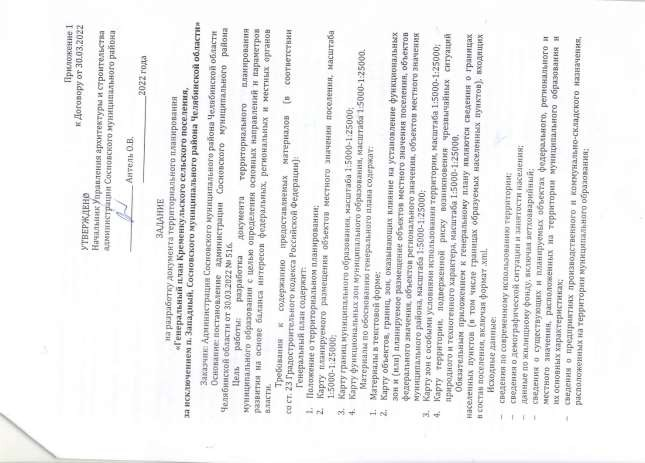 Приложение 1
к Договору от 30.03.2022
УТВЕРЖДЕНО
Начальник Управления архитектуры и строительства
администрации Сосновского муниципального района
Антель О.В.
2022 года
ЗАДАНИЕ
на разработку документа территориального планирования
«Генеральный план Кременкульского сельского поселения,
за исключением п. Западный, Сосновского муниципального района Челябинской области»
Заказчик: Администрация Сосновского муниципального района Челябинской области
Основание: постановление администрации Сосновского муниципального района
Челябинской области от 30.03.2022 № 516.
Цель работы: разработка документа территориального планирования
муниципального образования с целью определения основных направлений и параметров
развития на основе баланса интересов федеральных, региональных и местных органов
власти.
Требования к содержанию предоставляемых материалов (в соответствии
со ст. 23 Градостроительного кодекса Российской Федерации):
Генеральный план содержит:
1. Положение о территориальном планировании;
2. Карту планируемого размещения объектов местного значения поселения, масштаба
1:5000-1:25000;
3. Карту границ муниципального образования, масштаба 1:5000-1:25000;
4. Карту функциональных зон муниципального образования, масштаба 1:5000-1:25000.
Материалы по обоснованию генерального плана содержат:
1. Материалы в текстовой форме;
2. Карту объектов, границ, зон, оказывающих влияние на установление функциональных
зон и (или) планируемое размещение объектов местного значения поселения, объектов
федерального значения, объектов регионального значения, объектов местного значения
муниципального района, масштаба 1:5000-1:25000;
3. Карту зон с особыми условиями использования территории, масштаба 1:5000-1:25000;
4. Карту территорий, подверженной риску возникновения чрезвычайных ситуаций
природного и техногенного характера, масштаба 1:5000-1:25000.
Обязательным приложением к генеральному плану являются сведения о границах
населенных пунктов (в том числе границах образуемых населенных пунктов), входящих
в состав поселения, включая формат .xml.
Исходные данные:
– сведения по современному использованию территории;
– сведения о демографической ситуации и занятости населения;
– данные по жилищному фонду, включая ветхоаварийный;
– сведения о существующих и планируемых объектах федерального, регионального и
местного значения, расположенных на территории муниципального образования и
их основных характеристиках;
– сведения о предприятиях производственного и коммунально-складского назначения,
расположенных на территории муниципального образования;